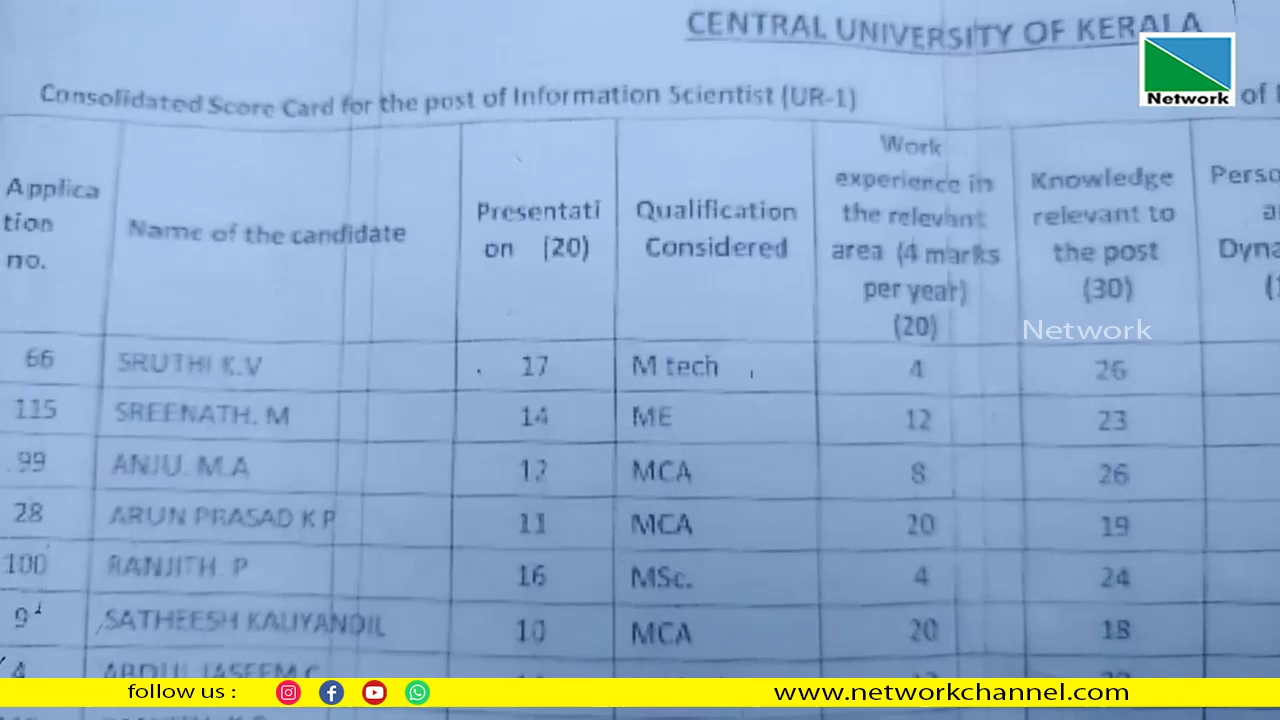 CENTRAL UNIVERSITY OF KERALA
Network
Consolidated Score Card for the post of Information Scientist (UR-1) of
Application no. Name of the candidate Presentation (20) Qualification Considered Work experience in the relevant area (4 marks per year) (20) Knowledge relevant to the post (30)
Network
66 SRUTHI K.V 17 M tech 4 26
115 SREENATH. M 14 ME 12 23
99 ANJU. M.A 12 MCA 8 26
28 ARUN PRASAD K P 11 MCA 20 19
100 RANJITH P 16 MSc. 4 24
SATHEESH KALIYANDIL 10 MCA 20 18
follow us : www.networkchannel.com